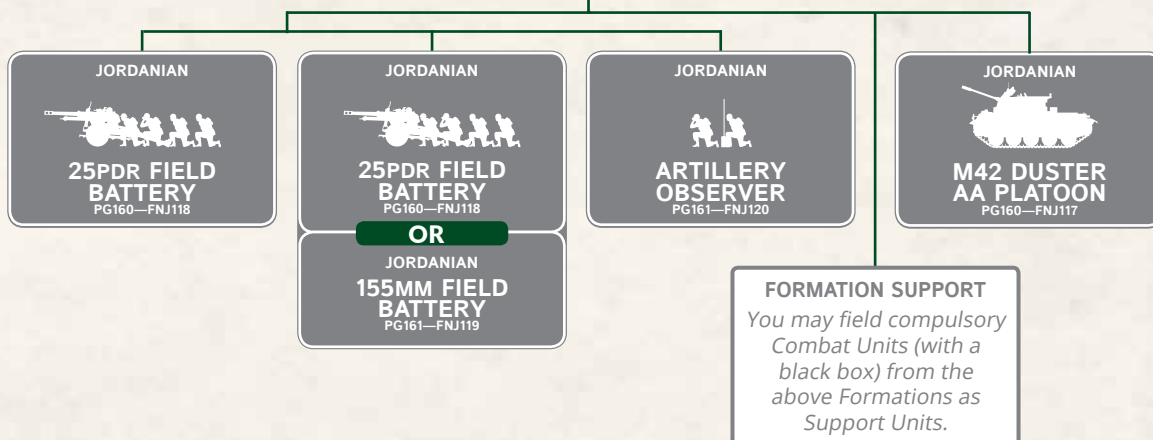 JORDANIAN
25PDR FIELD
BATTERY
PG160—FNJ118
JORDANIAN
25PDR FIELD
BATTERY
PG160—FNJ118
OR
JORDANIAN
155MM FIELD
BATTERY
PG161—FNJ119
JORDANIAN
ARTILLERY
OBSERVER
PG161—FNJ120
JORDANIAN
M42 DUSTER
AA PLATOON
PG160—FNJ117
FORMATION SUPPORT
You may field compulsory
Combat Units (with a
black box) from the
above Formations as
Support Units.